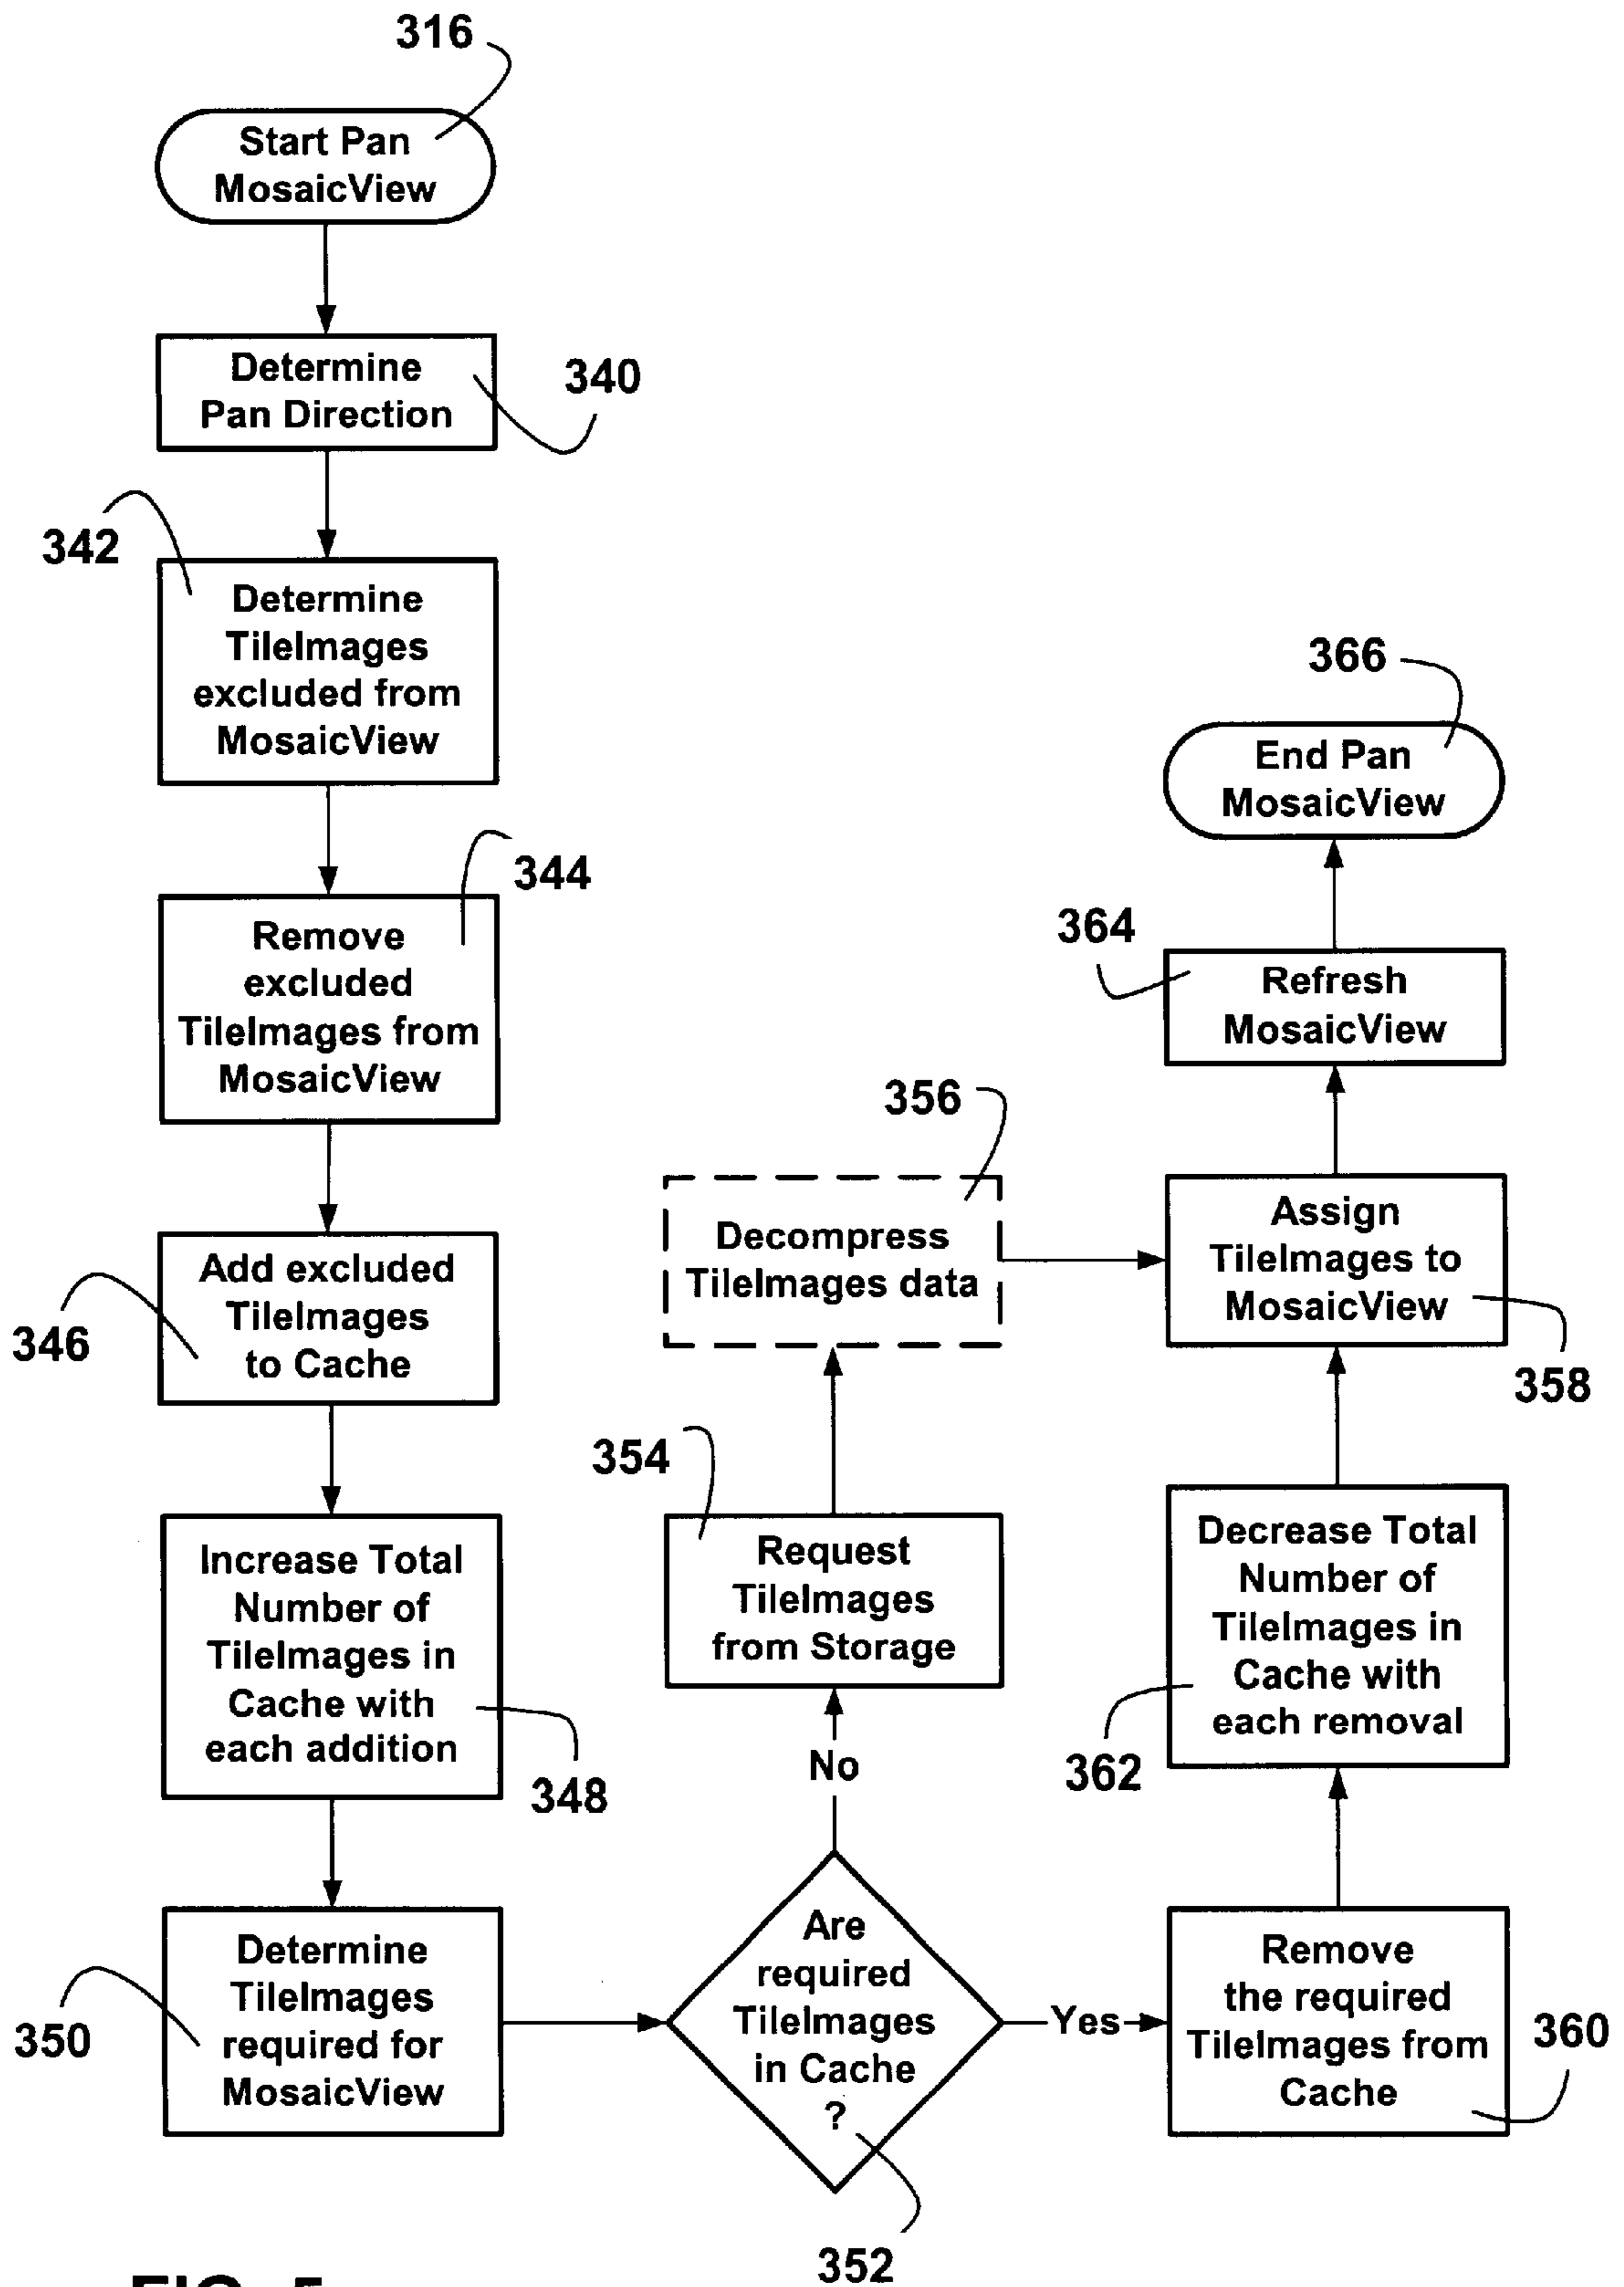 316
Start Pan
MosaicView
Determine
Pan Direction
340
342
Determine
TileImages
excluded from
MosaicView
344
Remove
excluded
TileImages from
MosaicView
346
Add excluded
TileImages
to Cache
Increase Total
Number of
TileImages in
Cache with
each addition
348
350
Determine
TileImages
required for
MosaicView
Are
required
TileImages
in Cache
?
352
No
354
Request
TileImages
from Storage
356
Decompress
TileImages data
Yes
Remove
the required
TileImages from
Cache
360
Decrease Total
Number of
TileImages in
Cache with
each removal
362
Assign
TileImages to
MosaicView
358
364
Refresh
MosaicView
366
End Pan
MosaicView